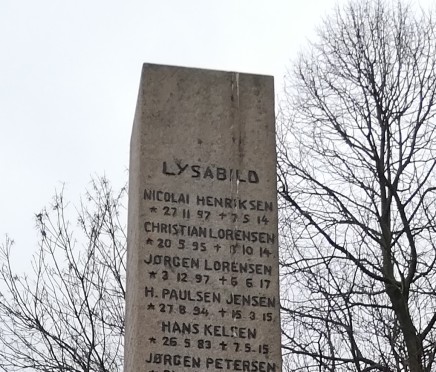 LYSABILD
NICOLAI HENRIKSEN
* 27 11 97 + 7 5 14
CHRISTIAN LORENSEN
* 20 5 95 + 1 10 14
JØRGEN LORENSEN
* 3 12 97 + 6 6 17
H. PAULSEN JENSEN
* 27 8 94 + 15 3 15
HANS KELSEN
* 26 5 83 + 7 5 15
JØRGEN PETERSEN